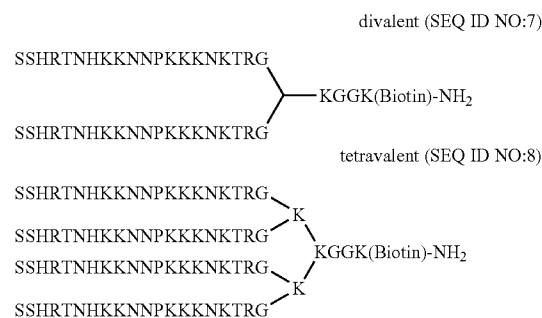 divalent (SEQ ID NO:7)
SSHRTNHKKNNPKKKNKTRG
KGGK(Biotin)-NH2
SSHRTNHKKNNPKKKNKTRG
tetravalent (SEQ ID NO:8)
SSHRTNHKKNNPKKKNKTRG
K
SSHRTNHKKNNPKKKNKTRG
KGGK(Biotin)-NH2
SSHRTNHKKNNPKKKNKTRG
K
SSHRTNHKKNNPKKKNKTRG